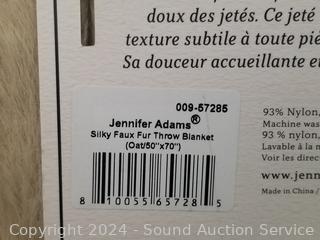 doux des jetés. Ce jeté
texture subtile à toute piè
Sa douceur accueillante e
009-57285
Jennifer Adams®
Silky Faux Fur Throw Blanket
(Oat/50"x70")
8 10055 65728 5
93% Nylon,
Machine was
93 % nylon,
Lavable à la m
Voir les direc
www.jenn
Made in China /
Copyright 2024 - Sound Auction Service